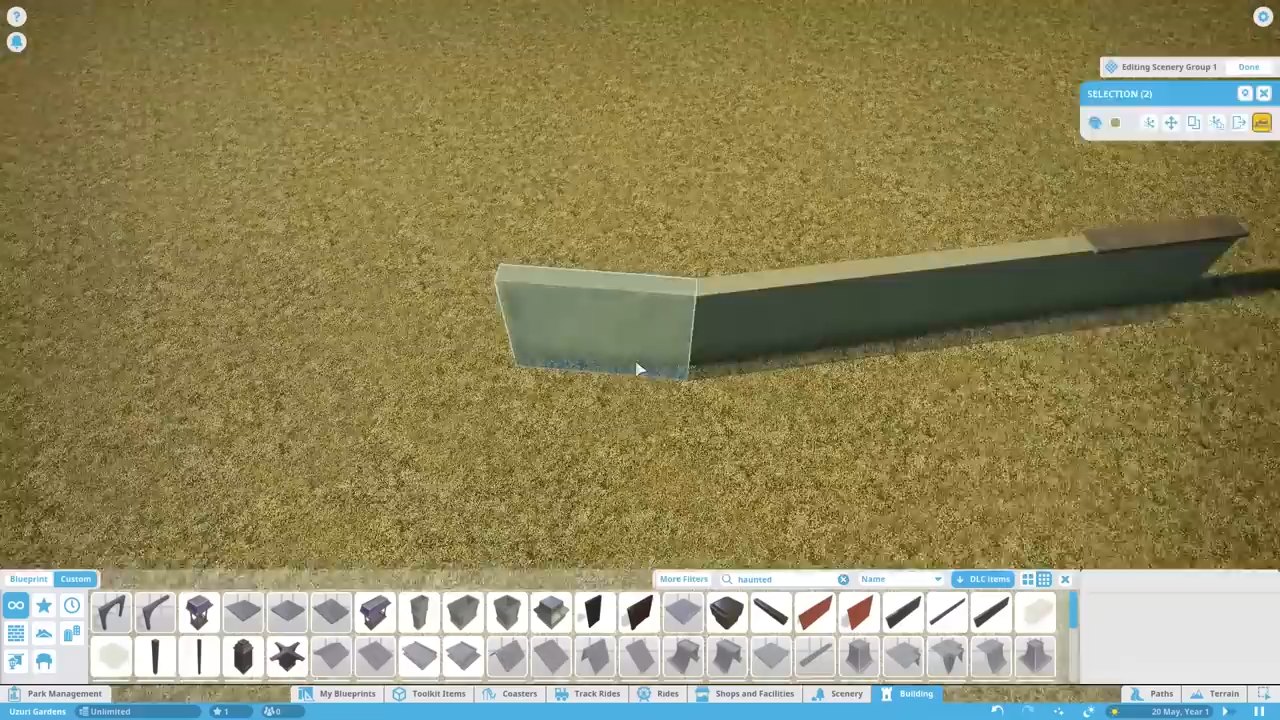 ?
Editing Scenery Group 1 Done
SELECTION (2)
Blueprint Custom More Filters haunted Name DLC items
Park Management My Blueprints Toolkit Items Coasters Track Rides Rides Shops and Facilities Scenery Building Paths Terrain
Uzuri Gardens Unlimited 1 0 20 May, Year 1